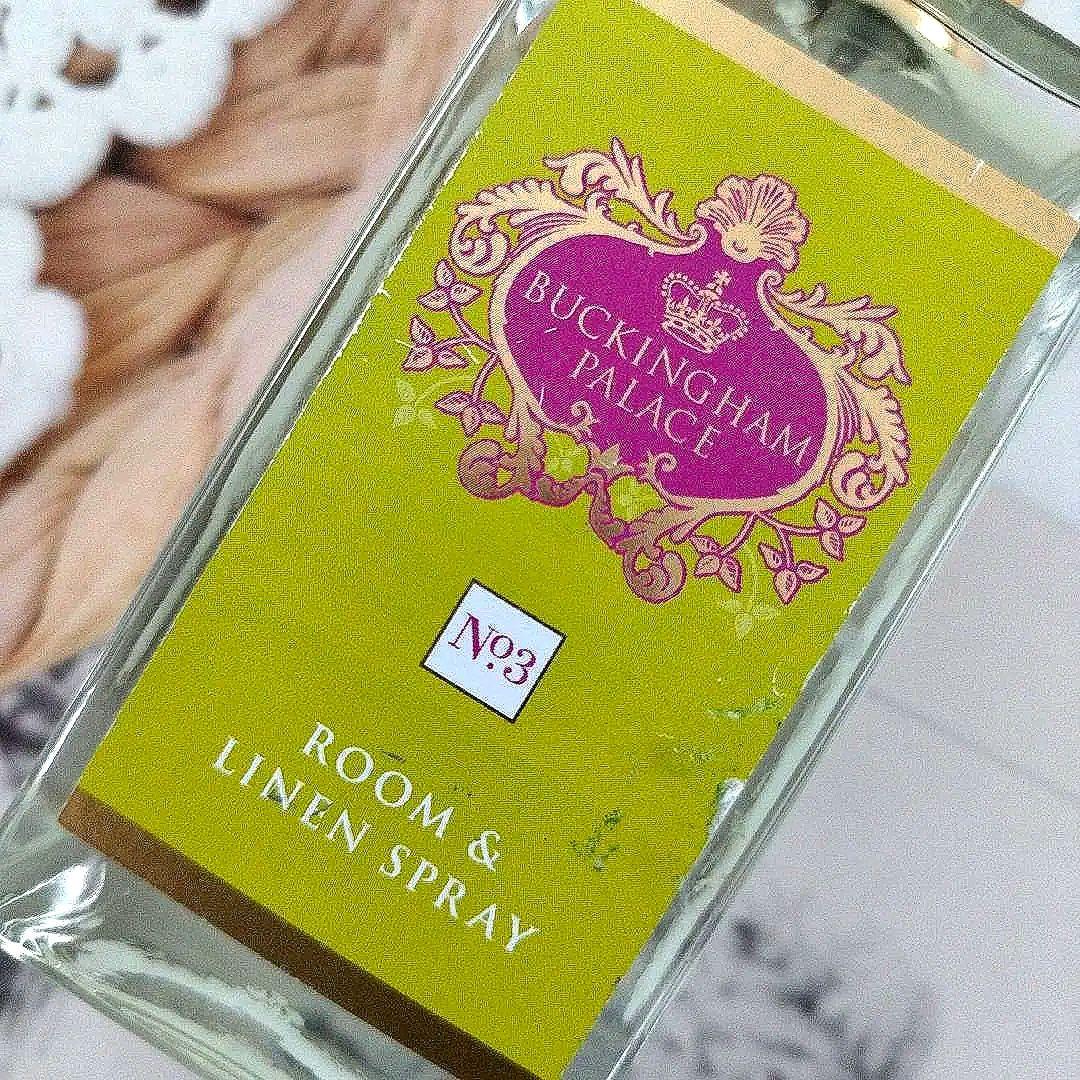 BUCKINGHAM
PALACE
Nº.3
ROOM &
LINEN SPRAY